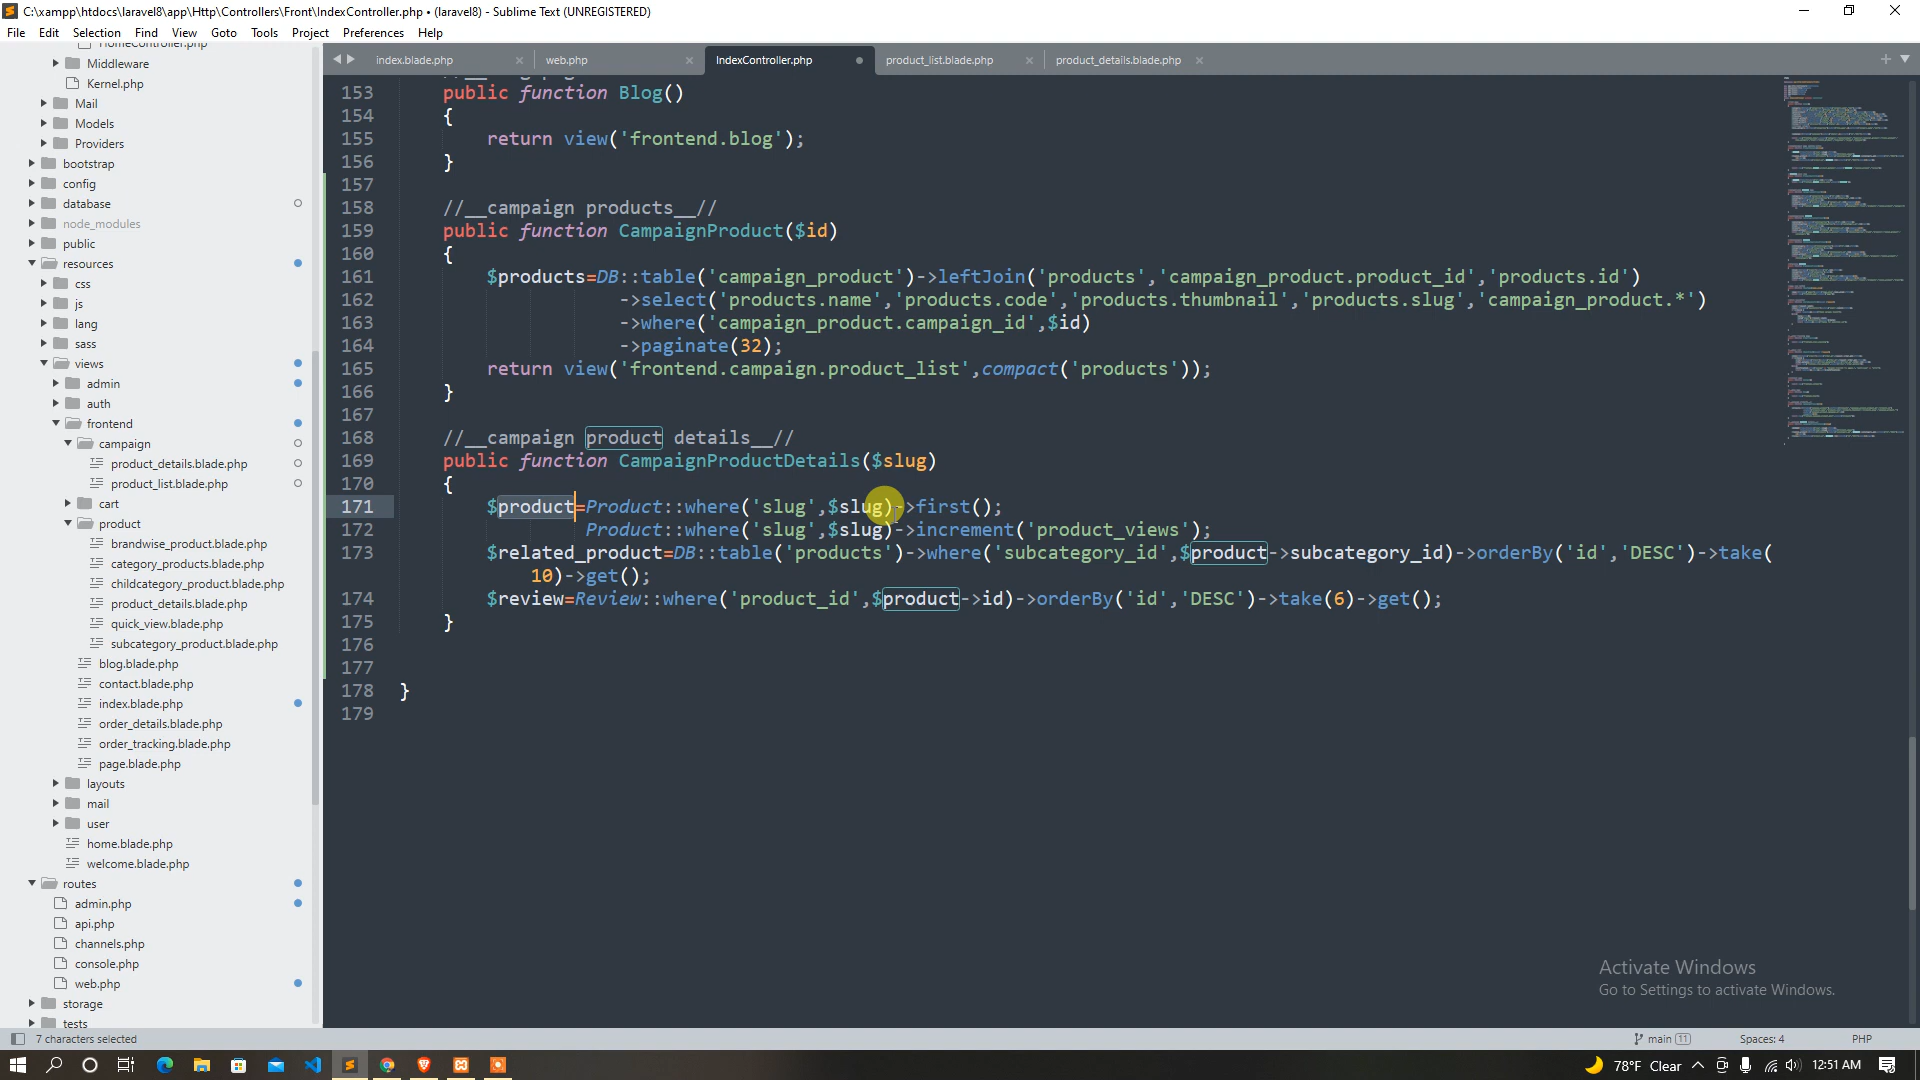 C:\xampp\htdocs\laravel8\app\Http\Controllers\Front\IndexController.php • (laravel8) - Sublime Text (UNREGISTERED)
File Edit Selection Find View Goto Tools Project Preferences Help
HomeController.php
Middleware
Kernel.php
Mail
Models
Providers
bootstrap
config
database
node_modules
public
resources
css
js
lang
sass
views
admin
auth
frontend
campaign
product_details.blade.php
product_list.blade.php
cart
product
brandwise_product.blade.php
category_products.blade.php
childcategory_product.blade.php
product_details.blade.php
quick_view.blade.php
subcategory_product.blade.php
blog.blade.php
contact.blade.php
index.blade.php
order_details.blade.php
order_tracking.blade.php
page.blade.php
layouts
mail
user
home.blade.php
welcome.blade.php
routes
admin.php
api.php
channels.php
console.php
web.php
storage
tests
index.blade.php web.php IndexController.php product_list.blade.php product_details.blade.php
153 public function Blog()
154 {
155 return view('frontend.blog');
156 }
157
158 //__campaign products__//
159 public function CampaignProduct($id)
160 {
161 $products=DB::table('campaign_product')->leftJoin('products','campaign_product.product_id','products.id')
162 ->select('products.name','products.code','products.thumbnail','products.slug','campaign_product.*')
163 ->where('campaign_product.campaign_id',$id)
164 ->paginate(32);
165 return view('frontend.campaign.product_list',compact('products'));
166 }
167
168 //__campaign product details__//
169 public function CampaignProductDetails($slug)
170 {
171 $product=Product::where('slug',$slug)->first();
172 Product::where('slug',$slug)->increment('product_views');
173 $related_product=DB::table('products')->where('subcategory_id',$product->subcategory_id)->orderBy('id','DESC')->take(
10)->get();
174 $review=Review::where('product_id',$product->id)->orderBy('id','DESC')->take(6)->get();
175 }
176
177
178 }
179
Activate Windows
Go to Settings to activate Windows.
7 characters selected
main 11 Spaces: 4 PHP
78°F Clear 12:51 AM